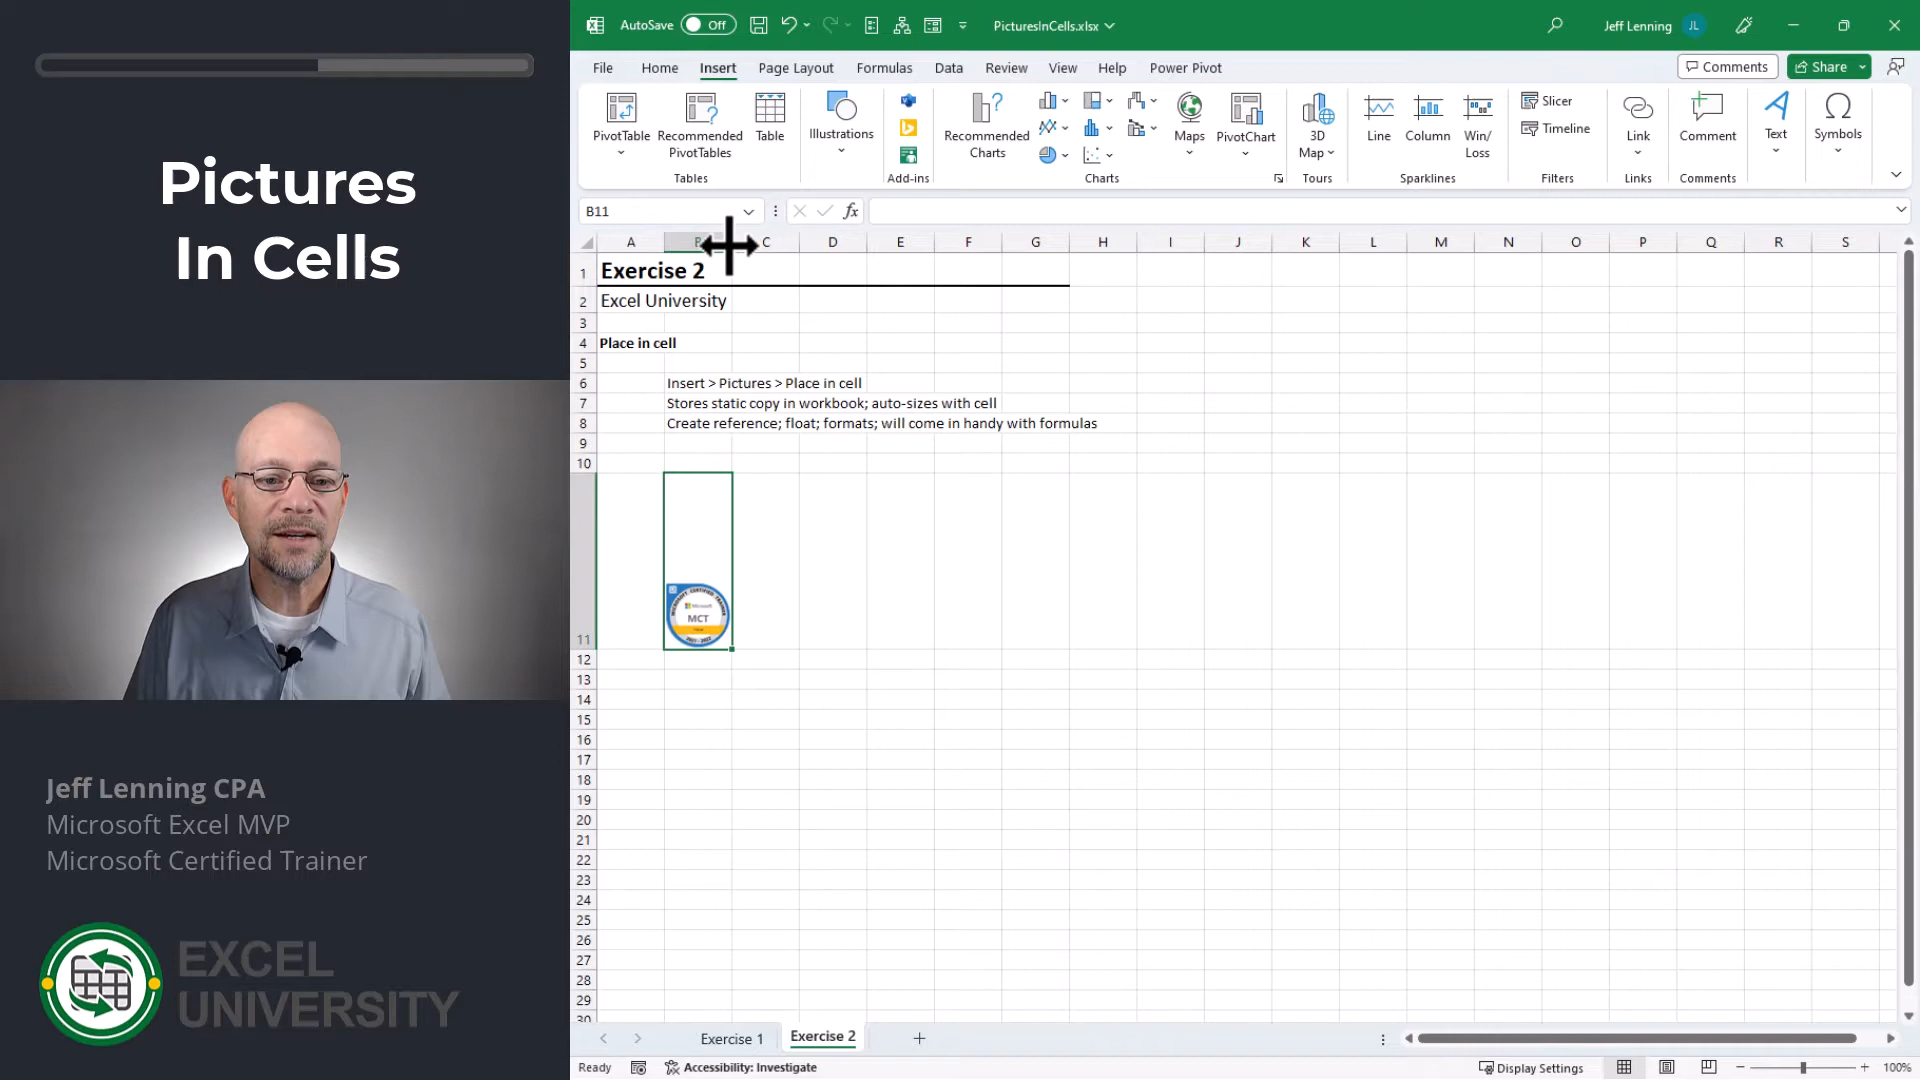 Pictures
In Cells
Jeff Lenning CPA
Microsoft Excel MVP
Microsoft Certified Trainer
EXCEL
UNIVERSITY
AutoSave Off PicturesInCells.xlsx Jeff Lenning JL
File Home Insert Page Layout Formulas Data Review View Help Power Pivot Comments Share
PivotTable Recommended PivotTables Table Illustrations Recommended Charts Maps PivotChart 3D Map Line Column Win/Loss Slicer Timeline Link Comment Text Symbols
Tables Add-ins Charts Tours Sparklines Filters Links Comments
B11 fx
A C D E F G H I J K L M N O P Q R S
1 Exercise 2
2 Excel University
3
4 Place in cell
5
6 Insert > Pictures > Place in cell
7 Stores static copy in workbook; auto-sizes with cell
8 Create reference; float; formats; will come in handy with formulas
9
10
MICROSOFT CERTIFIED TRAINER
Microsoft
MCT
2021 - 2022
11
12
13
14
15
16
17
18
19
20
21
22
23
24
25
26
27
28
29
30
Exercise 1 Exercise 2
Ready Accessibility: Investigate Display Settings 100%